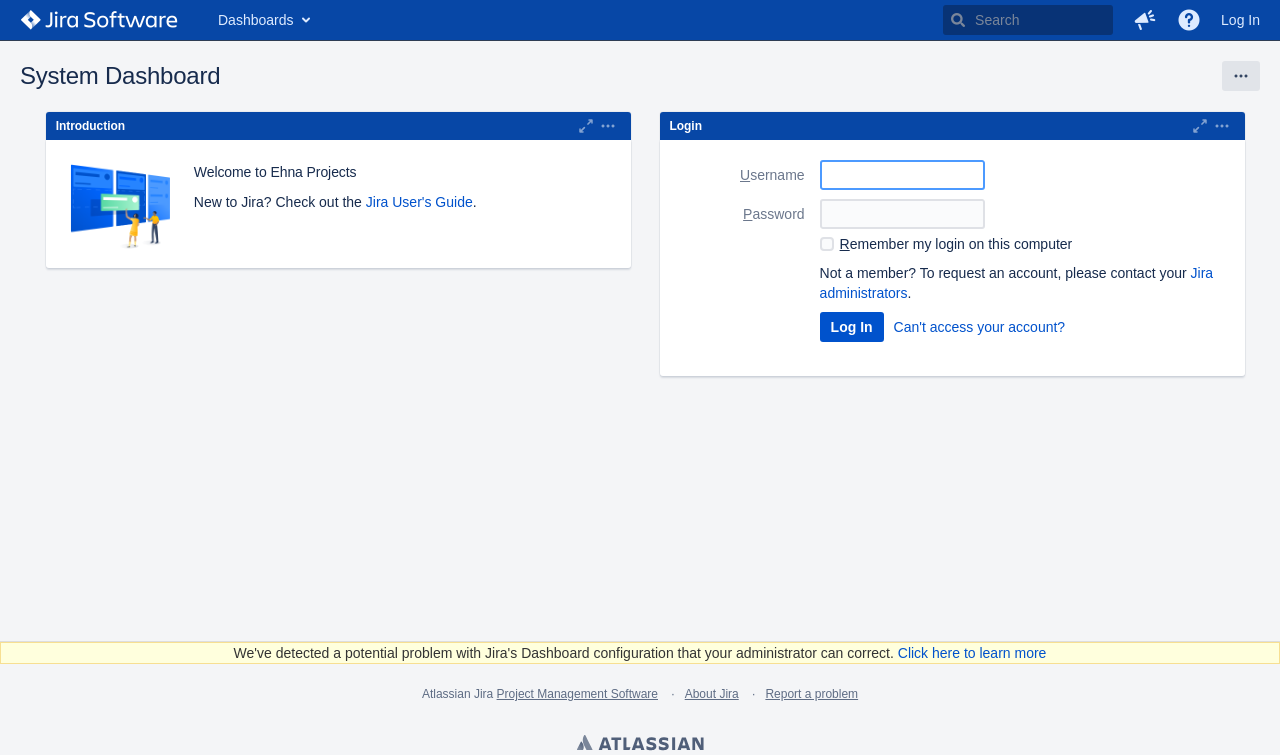 Jira Software
Dashboards
Search
Log In
System Dashboard
Introduction
Welcome to Ehna Projects
New to Jira? Check out the Jira User's Guide.
Login
Username
Password
Remember my login on this computer
Not a member? To request an account, please contact your Jira
administrators.
Log In
Can't access your account?
We've detected a potential problem with Jira's Dashboard configuration that your administrator can correct. Click here to learn more
Atlassian Jira Project Management Software · About Jira · Report a problem
ATLASSIAN